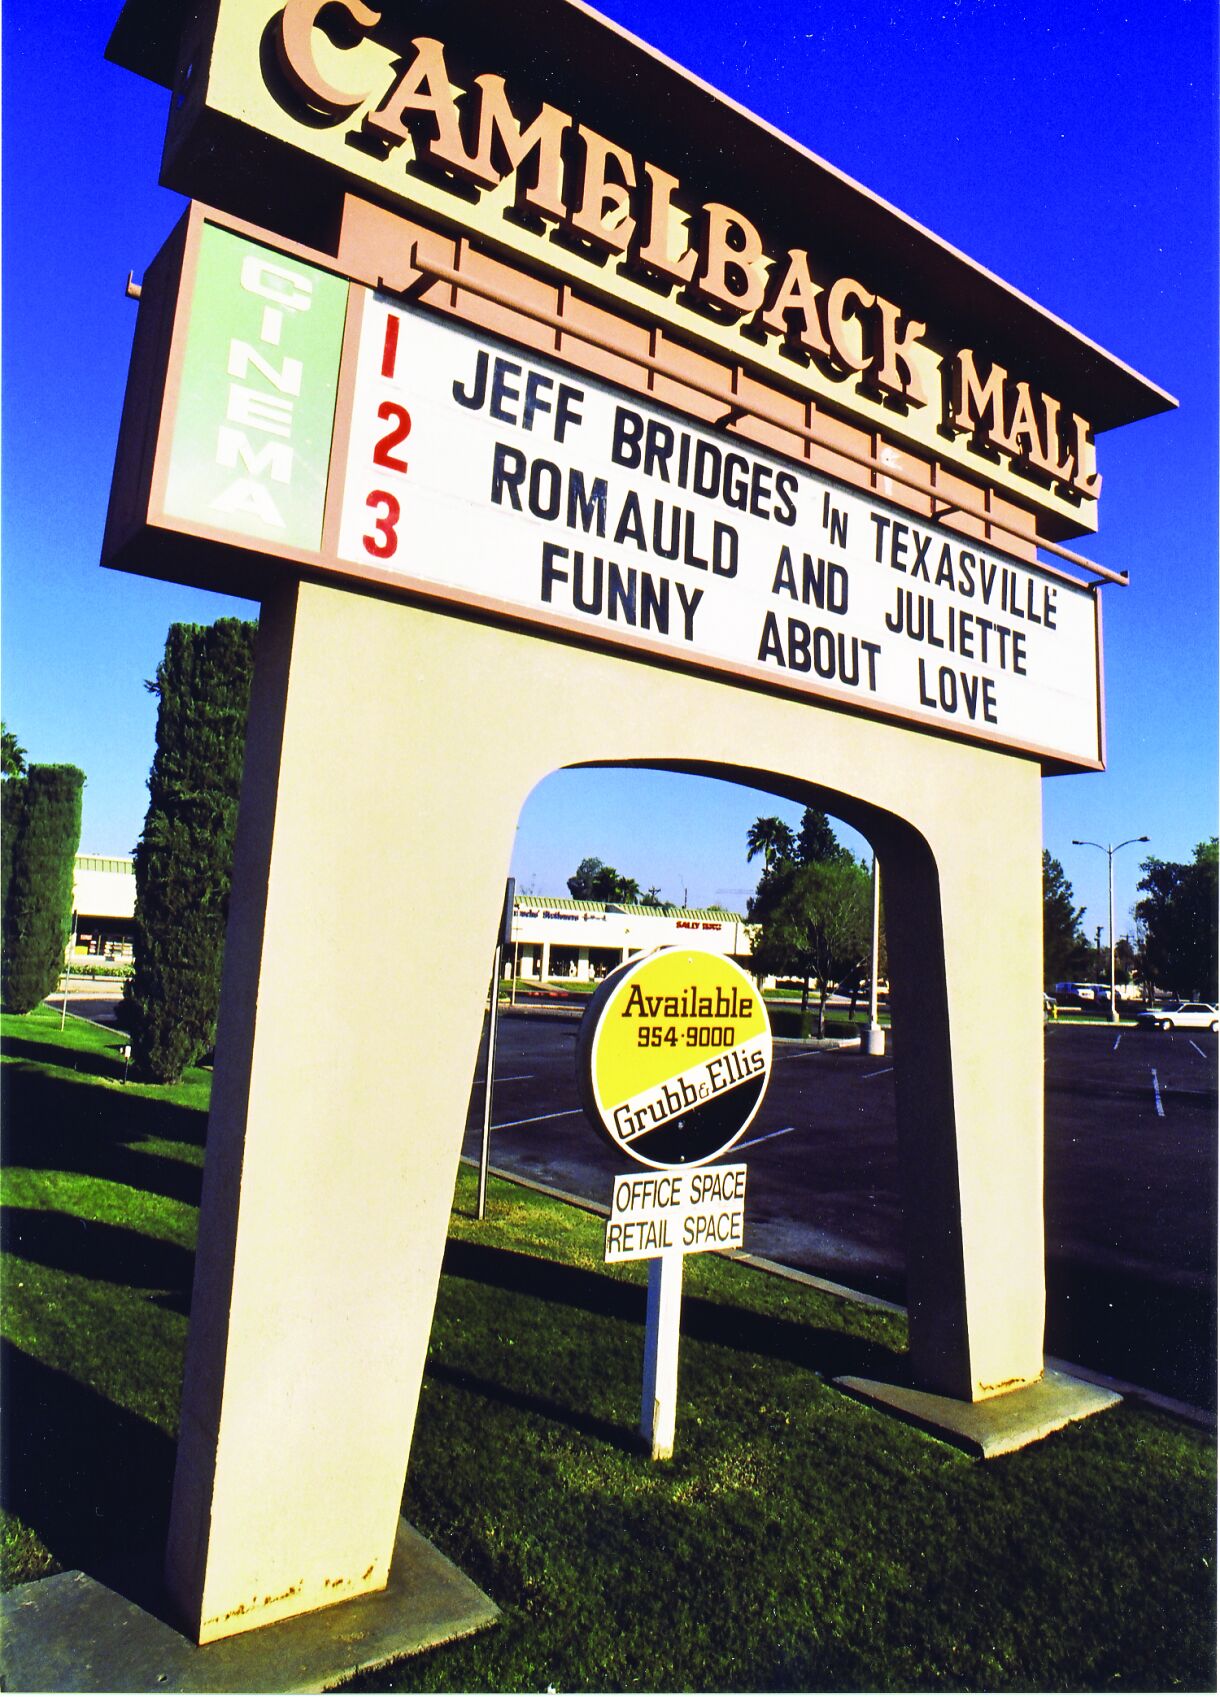 CAMELBACK MALL
CINEMA
1 JEFF BRIDGES IN TEXASVILLE
2 ROMAULD AND JULIETTE
3 FUNNY ABOUT LOVE
SALLY
Available
954-9000
Grubb & Ellis
OFFICE SPACE
RETAIL SPACE